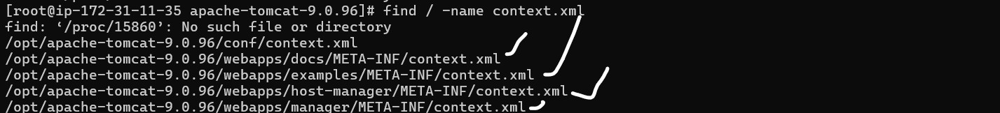 [root@ip-172-31-11-35 apache-tomcat-9.0.96]# find / -name context.xml
find: ‘/proc/15860’: No such file or directory
/opt/apache-tomcat-9.0.96/conf/context.xml
/opt/apache-tomcat-9.0.96/webapps/docs/META-INF/context.xml
/opt/apache-tomcat-9.0.96/webapps/examples/META-INF/context.xml
/opt/apache-tomcat-9.0.96/webapps/host-manager/META-INF/context.xml
/opt/apache-tomcat-9.0.96/webapps/manager/META-INF/context.xml